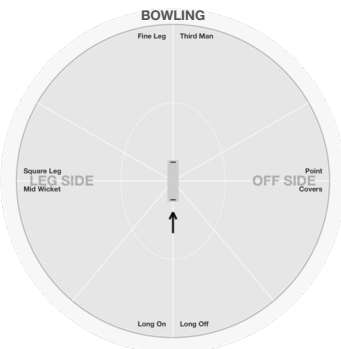 BOWLING
Fine Leg
Third Man
Square Leg
Point
LEG SIDE
OFF SIDE
Mid Wicket
Covers
Long On
Long Off